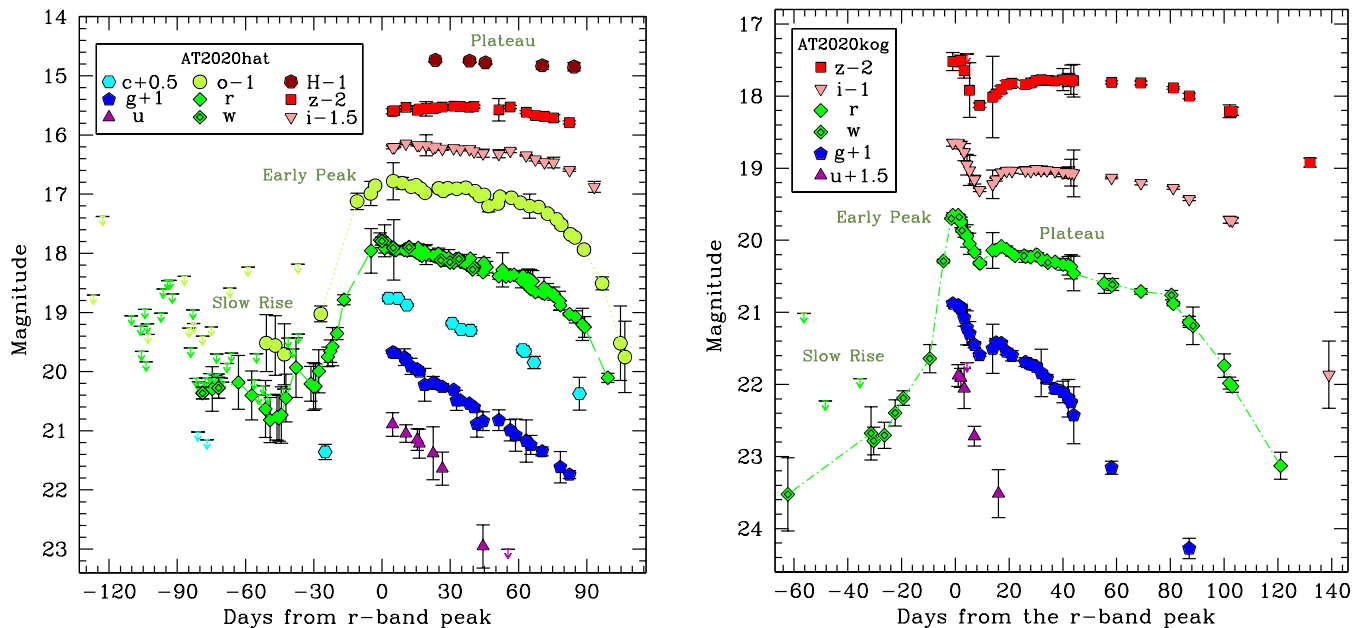 AT2020hat
c+0.5
g+1
u
o-1
r
w
H-1
z-2
i-1.5
Plateau
Early Peak
Slow Rise
Magnitude
14
15
16
17
18
19
20
21
22
23
-120
-90
-60
-30
0
30
60
90
Days from r-band peak
AT2020kog
z-2
i-1
r
w
g+1
u+1.5
Early Peak
Plateau
Slow Rise
Magnitude
17
18
19
20
21
22
23
24
-60
-40
-20
0
20
40
60
80
100
120
140
Days from the r-band peak